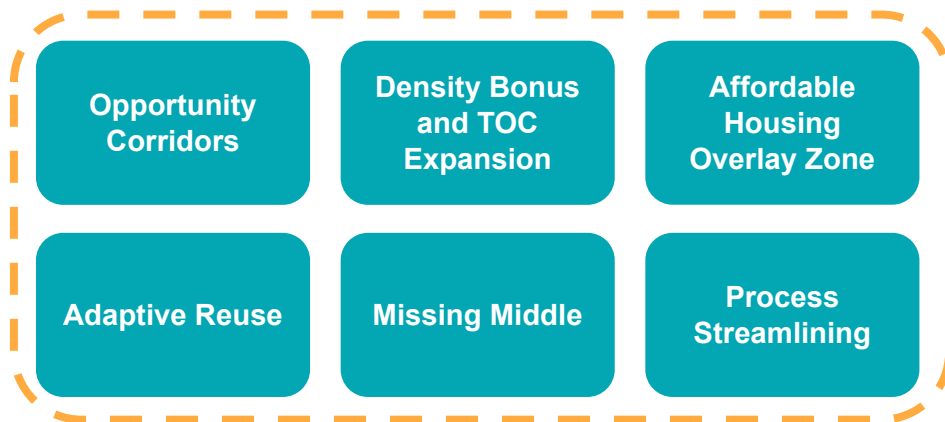 Opportunity
Corridors
Density Bonus
and TOC
Expansion
Affordable
Housing
Overlay Zone
Adaptive Reuse
Missing Middle
Process
Streamlining